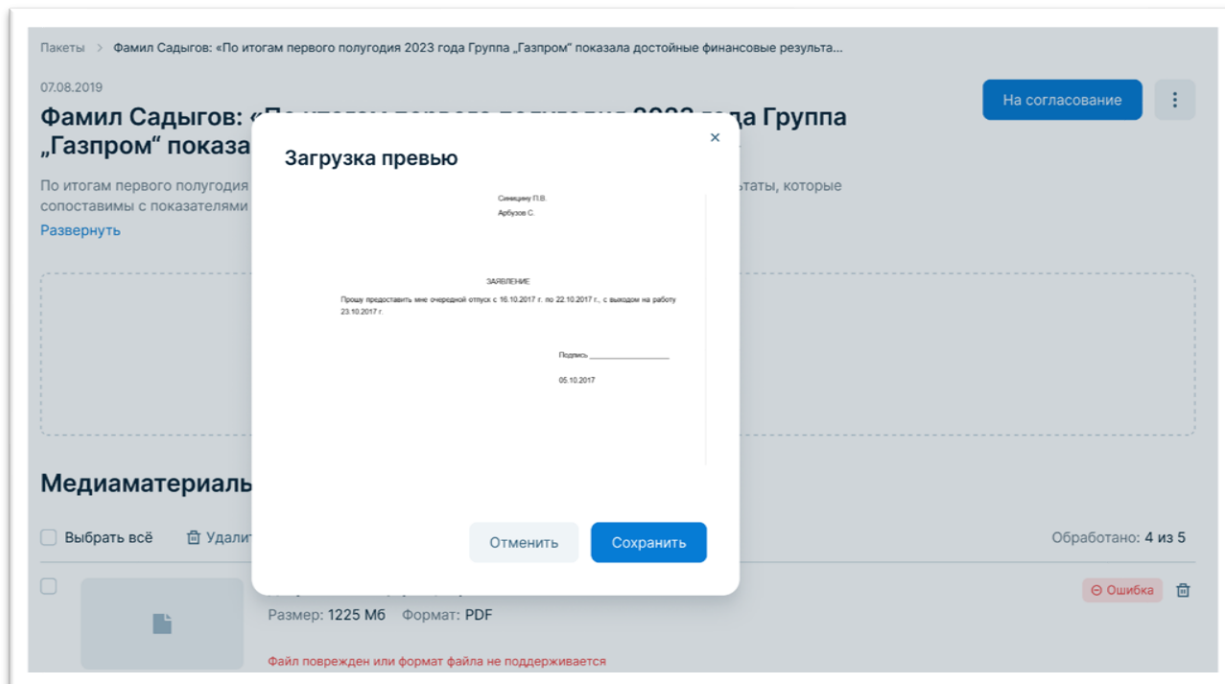 Пакеты > Фамил Садыгов: «По итогам первого полугодия 2023 года Группа „Газпром“ показала достойные финансовые результа...
07.08.2019
Фамил Садыгов: «По итогам первого полугодия 2023 года Группа
„Газпром“ показа
На согласование
По итогам первого полугодия
таты, которые
сопоставимы с показателями
Развернуть
Загрузка превью
Синицину П.В.
Арбузов С.
ЗАЯВЛЕНИЕ
Прошу предоставить мне очередной отпуск с 16.10.2017 г. по 22.10.2017 г., с выходом на работу
23.10.2017 г.
Подпись
05.10.2017
Отменить
Сохранить
Медиаматериалы
Выбрать всё
Удалит
Обработано: 4 из 5
Ошибка
Размер: 1225 Мб Формат: PDF
Файл поврежден или формат файла не поддерживается